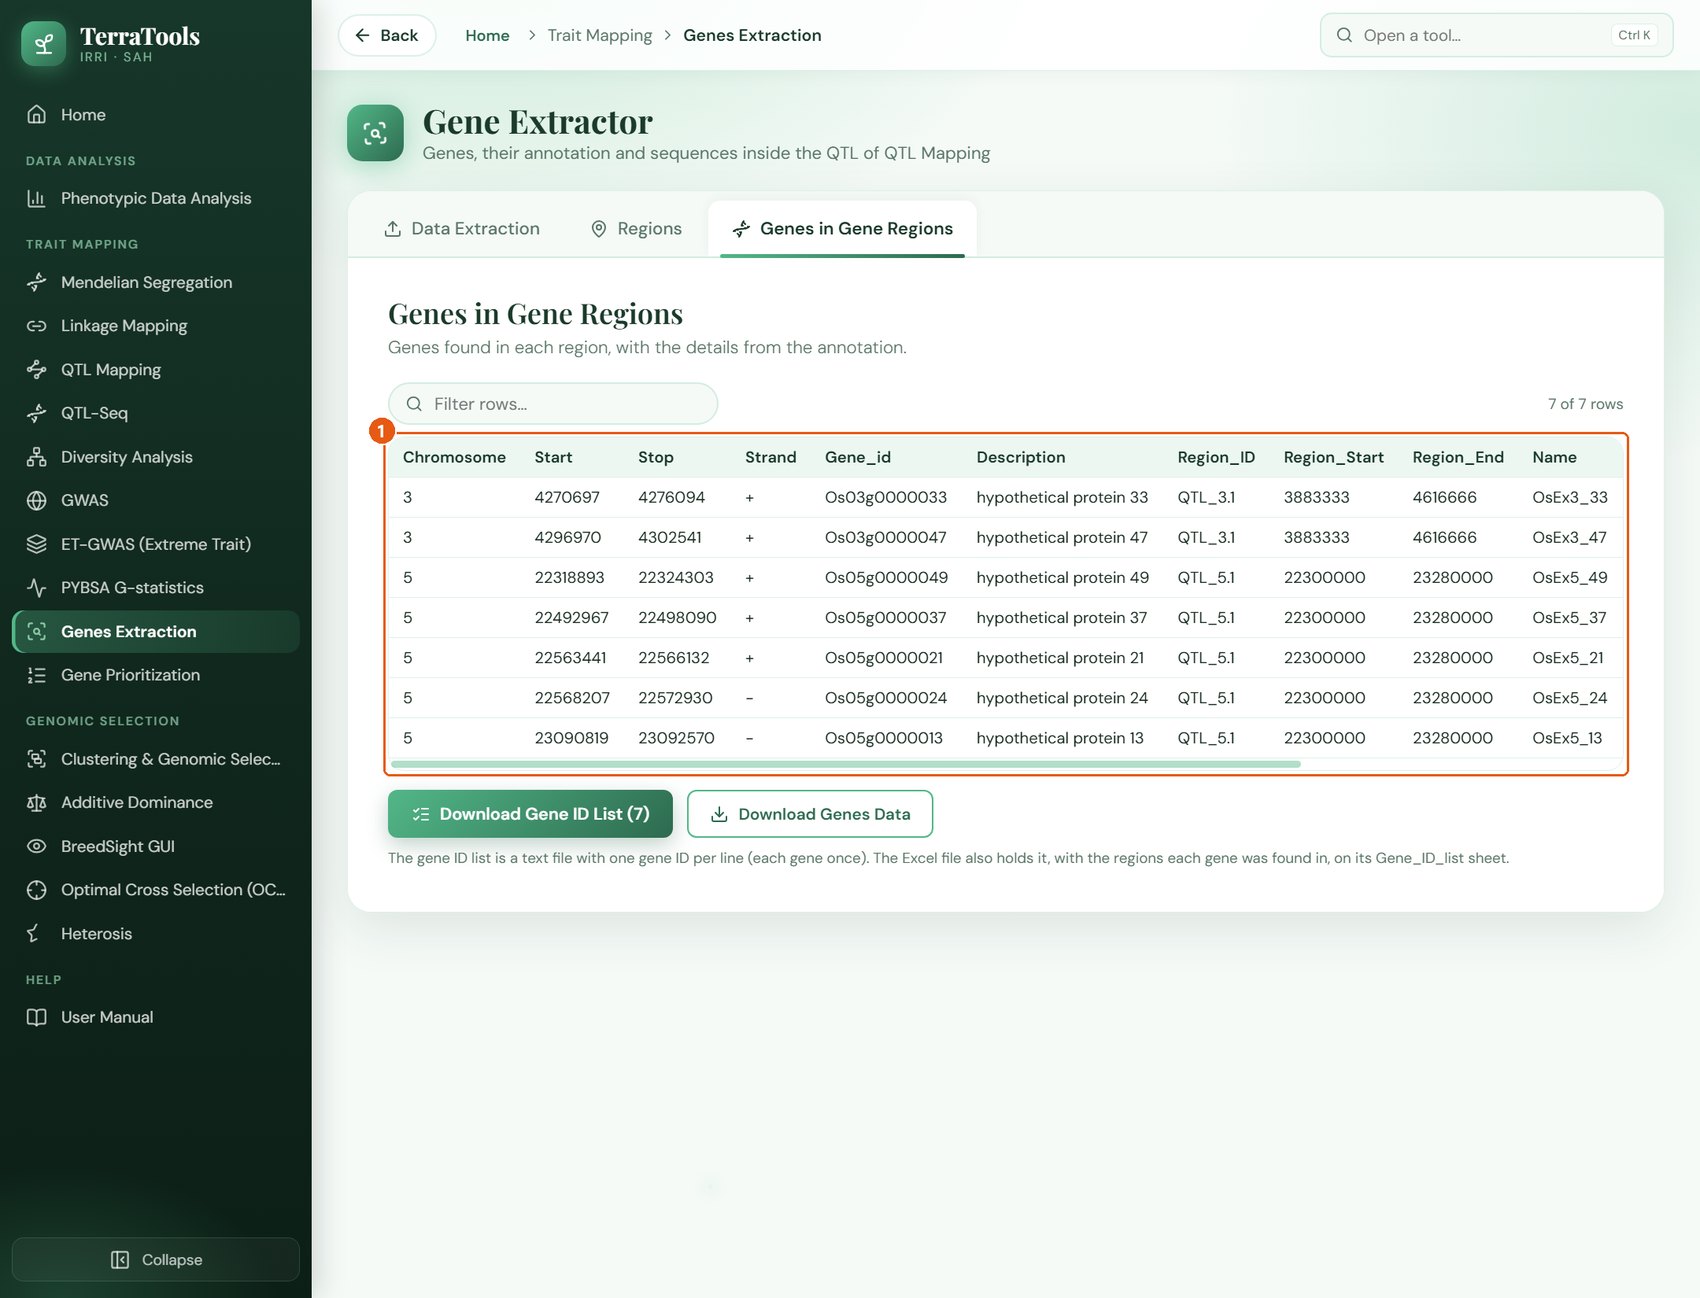 TerraTools
IRRI · SAH
Home
DATA ANALYSIS
Phenotypic Data Analysis
TRAIT MAPPING
Mendelian Segregation
Linkage Mapping
QTL Mapping
QTL-Seq
Diversity Analysis
GWAS
ET-GWAS (Extreme Trait)
PYBSA G-statistics
Genes Extraction
Gene Prioritization
GENOMIC SELECTION
Clustering & Genomic Selec...
Additive Dominance
BreedSight GUI
Optimal Cross Selection (OC...
Heterosis
HELP
User Manual
Collapse
Back Home > Trait Mapping > Genes Extraction
Open a tool... Ctrl K
Gene Extractor
Genes, their annotation and sequences inside the QTL of QTL Mapping
Data Extraction Regions Genes in Gene Regions
Genes in Gene Regions
Genes found in each region, with the details from the annotation.
Filter rows... 7 of 7 rows
1
Chromosome Start Stop Strand Gene_id Description Region_ID Region_Start Region_End Name
3 4270697 4276094 + Os03g0000033 hypothetical protein 33 QTL_3.1 3883333 4616666 OsEx3_33
3 4296970 4302541 + Os03g0000047 hypothetical protein 47 QTL_3.1 3883333 4616666 OsEx3_47
5 22318893 22324303 + Os05g0000049 hypothetical protein 49 QTL_5.1 22300000 23280000 OsEx5_49
5 22492967 22498090 + Os05g0000037 hypothetical protein 37 QTL_5.1 22300000 23280000 OsEx5_37
5 22563441 22566132 + Os05g0000021 hypothetical protein 21 QTL_5.1 22300000 23280000 OsEx5_21
5 22568207 22572930 - Os05g0000024 hypothetical protein 24 QTL_5.1 22300000 23280000 OsEx5_24
5 23090819 23092570 - Os05g0000013 hypothetical protein 13 QTL_5.1 22300000 23280000 OsEx5_13
Download Gene ID List (7) Download Genes Data
The gene ID list is a text file with one gene ID per line (each gene once). The Excel file also holds it, with the regions each gene was found in, on its Gene_ID_list sheet.